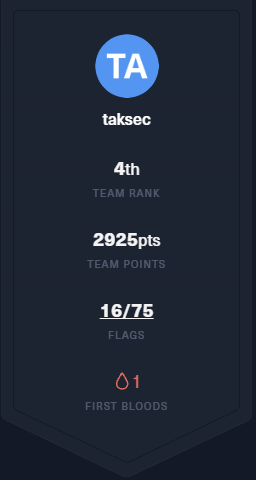 TA
taksec
4th
TEAM RANK
2925pts
TEAM POINTS
16/75
FLAGS
1
FIRST BLOODS